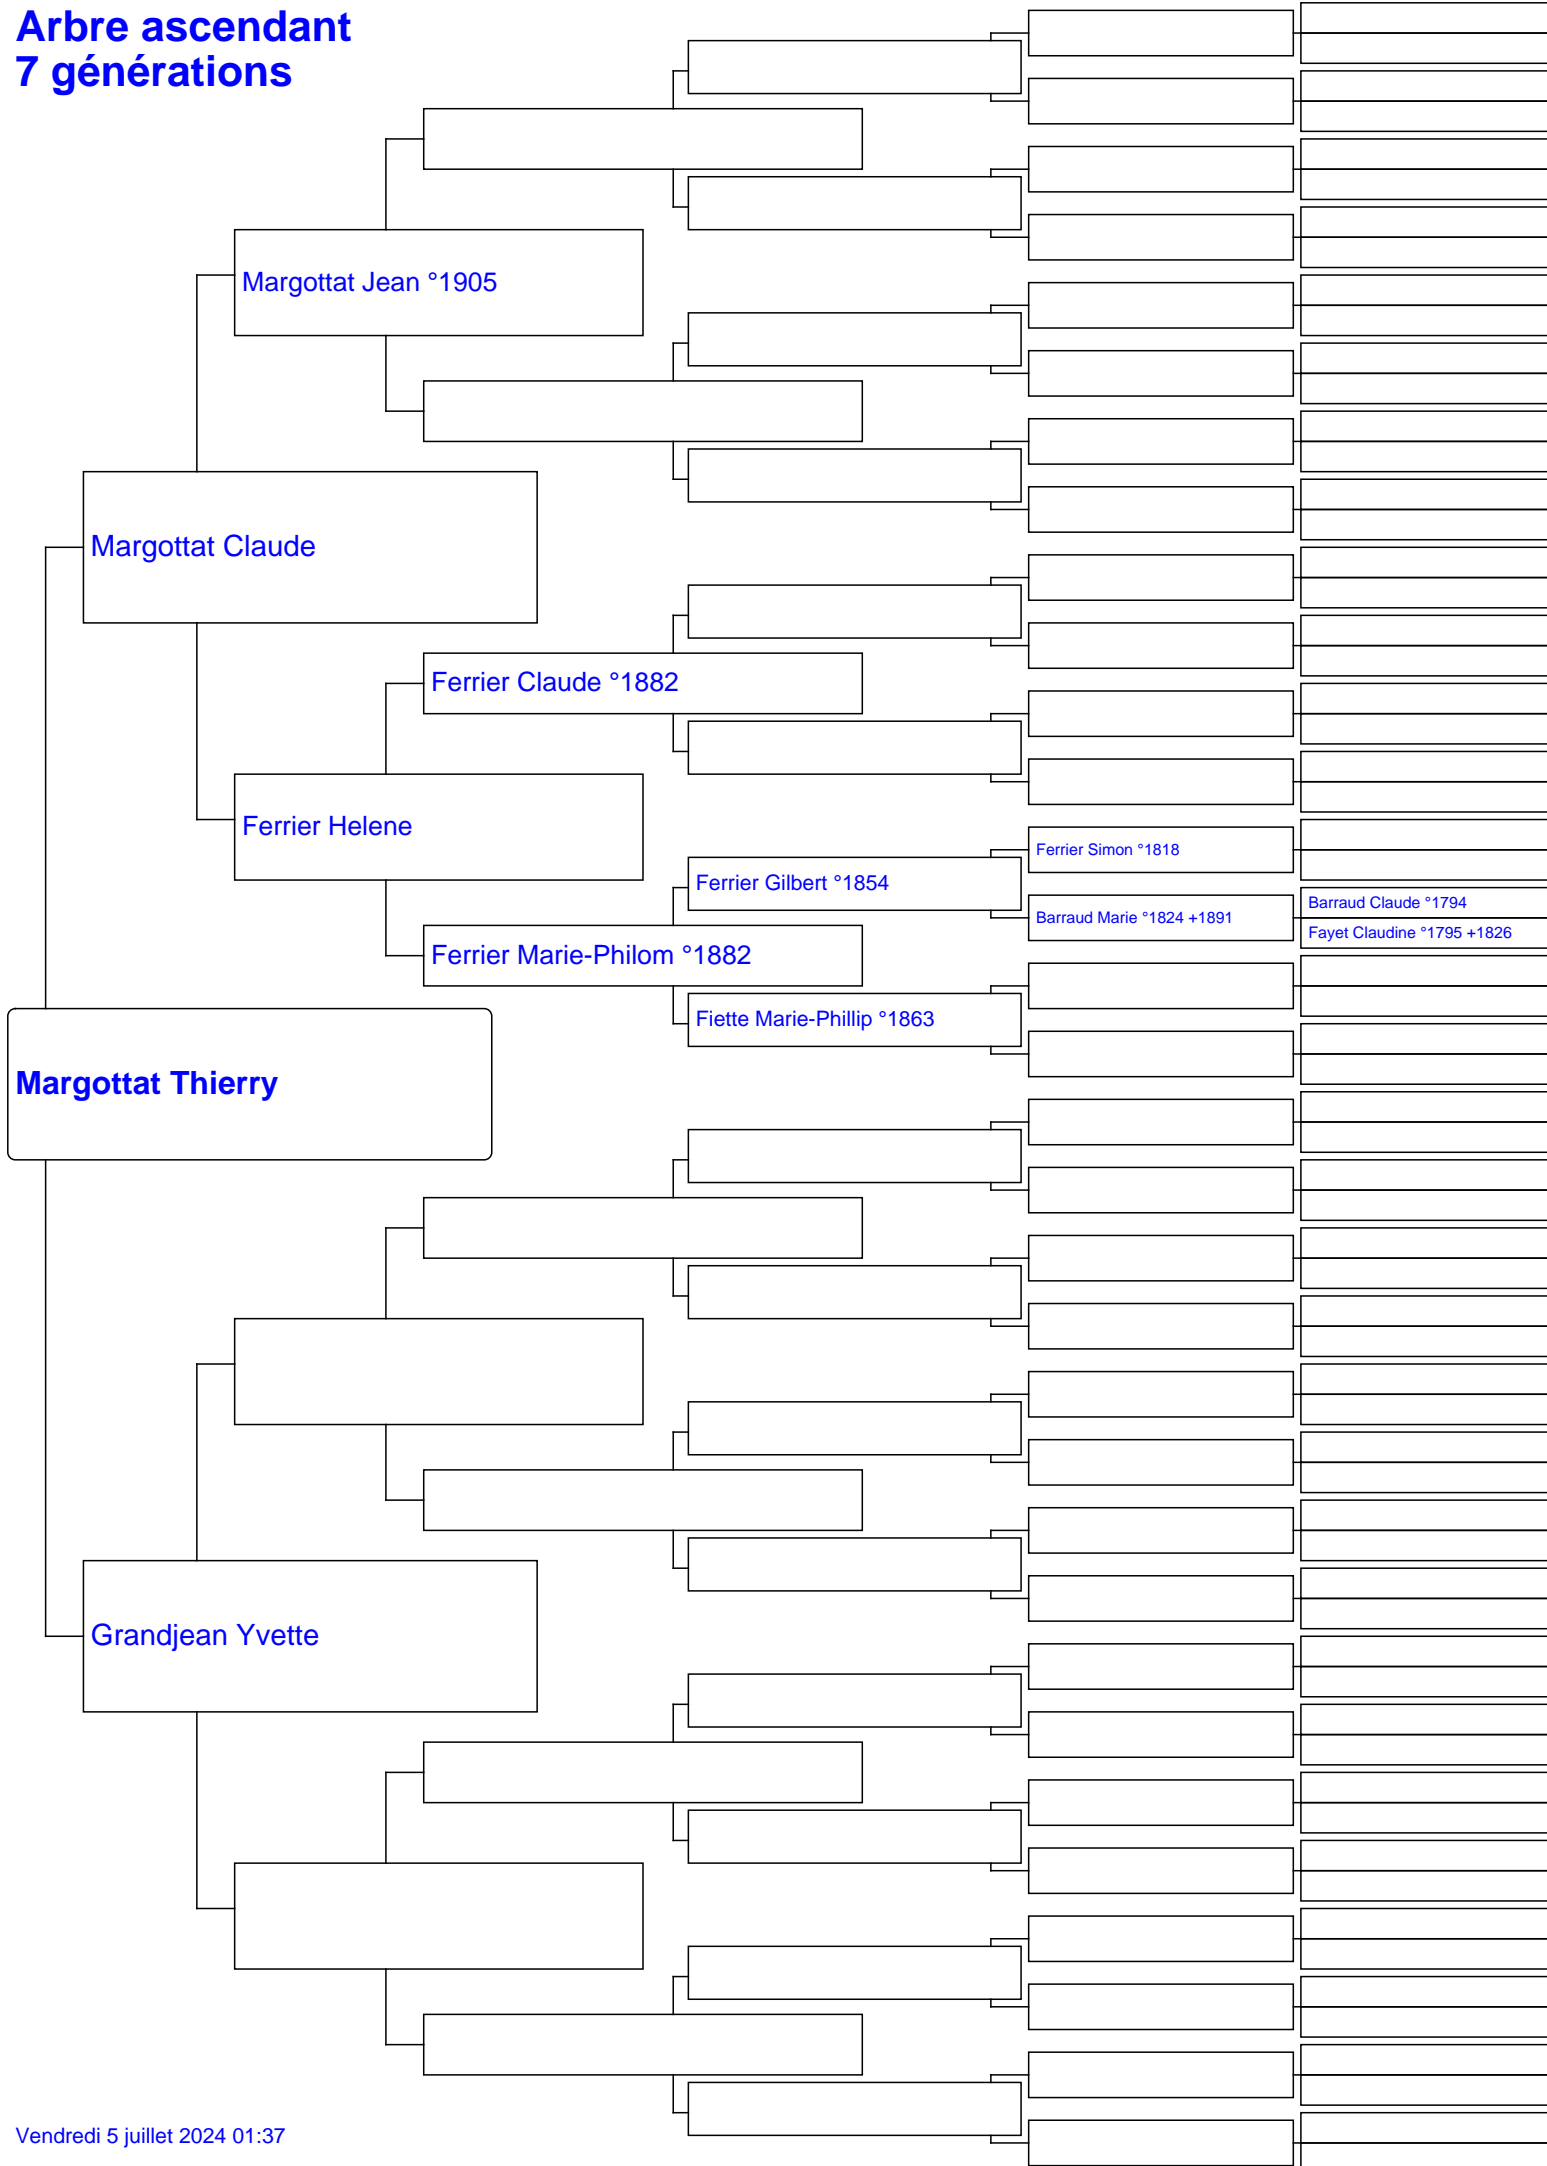 Arbre ascendant
7 générations
Margottat Jean °1905
Margottat Claude
Ferrier Claude °1882
Ferrier Helene
Ferrier Simon °1818
Ferrier Gilbert °1854
Barraud Claude °1794
Barraud Marie °1824 +1891
Fayet Claudine °1795 +1826
Ferrier Marie-Philom °1882
Fiette Marie-Phillip °1863
Margottat Thierry
Grandjean Yvette
Vendredi 5 juillet 2024 01:37